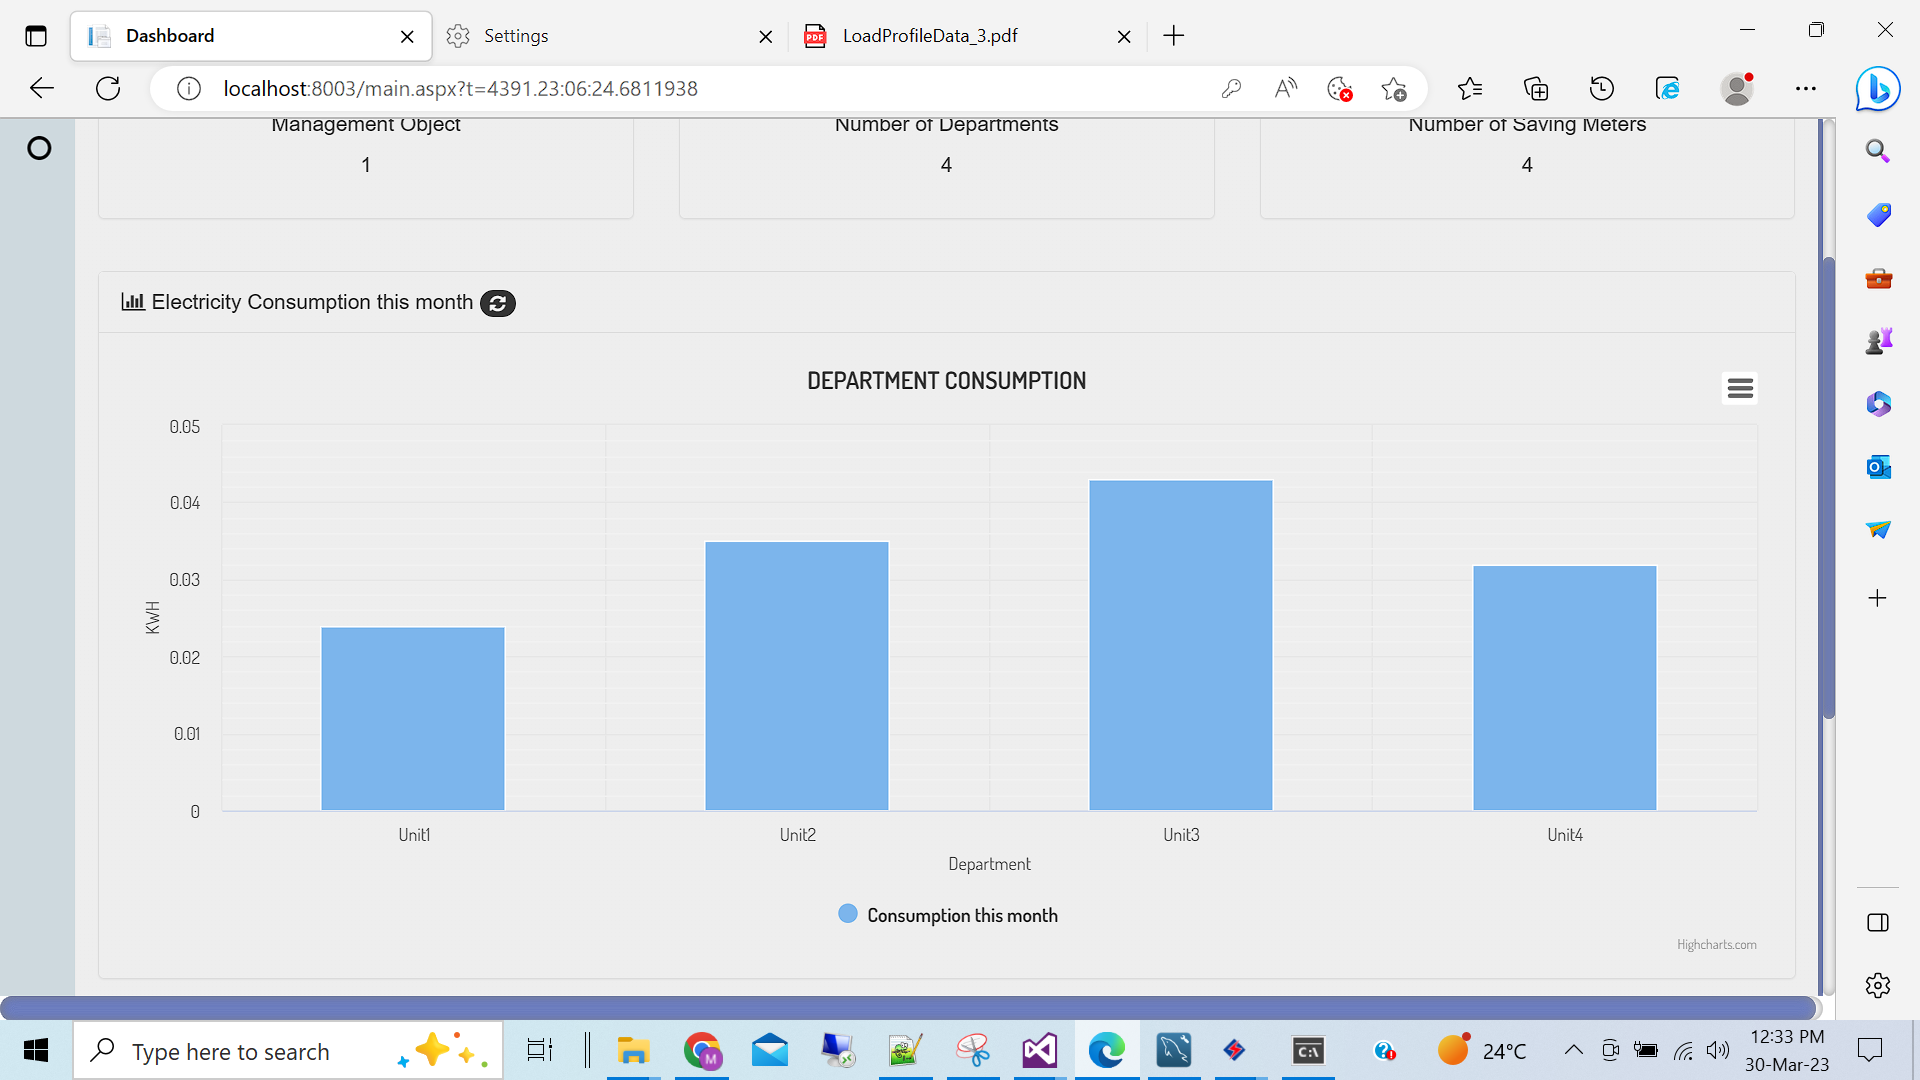 Dashboard
Settings
LoadProfileData_3.pdf
localhost:8003/main.aspx?t=4391.23:06:24.6811938
Management Object
Number of Departments
Number of Saving Meters
1
4
4
Electricity Consumption this month
DEPARTMENT CONSUMPTION
0.05
0.04
0.03
0.02
0.01
0
KWH
Unit1
Unit2
Unit3
Unit4
Department
Consumption this month
Highcharts.com
Type here to search
24°C
12:33 PM
30-Mar-23